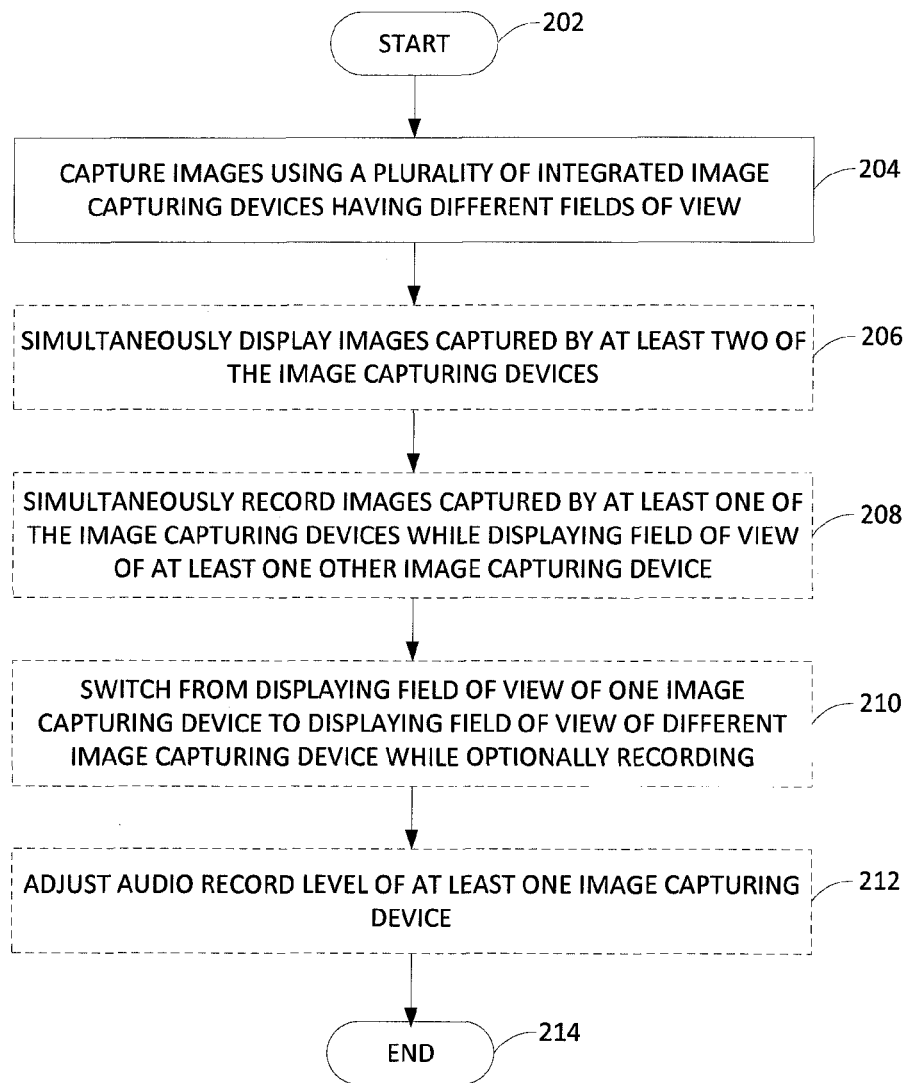 START
202
CAPTURE IMAGES USING A PLURALITY OF INTEGRATED IMAGE
CAPTURING DEVICES HAVING DIFFERENT FIELDS OF VIEW
204
SIMULTANEOUSLY DISPLAY IMAGES CAPTURED BY AT LEAST TWO OF
THE IMAGE CAPTURING DEVICES
206
SIMULTANEOUSLY RECORD IMAGES CAPTURED BY AT LEAST ONE OF
THE IMAGE CAPTURING DEVICES WHILE DISPLAYING FIELD OF VIEW
OF AT LEAST ONE OTHER IMAGE CAPTURING DEVICE
208
SWITCH FROM DISPLAYING FIELD OF VIEW OF ONE IMAGE
CAPTURING DEVICE TO DISPLAYING FIELD OF VIEW OF DIFFERENT
IMAGE CAPTURING DEVICE WHILE OPTIONALLY RECORDING
210
ADJUST AUDIO RECORD LEVEL OF AT LEAST ONE IMAGE CAPTURING
DEVICE
212
END
214